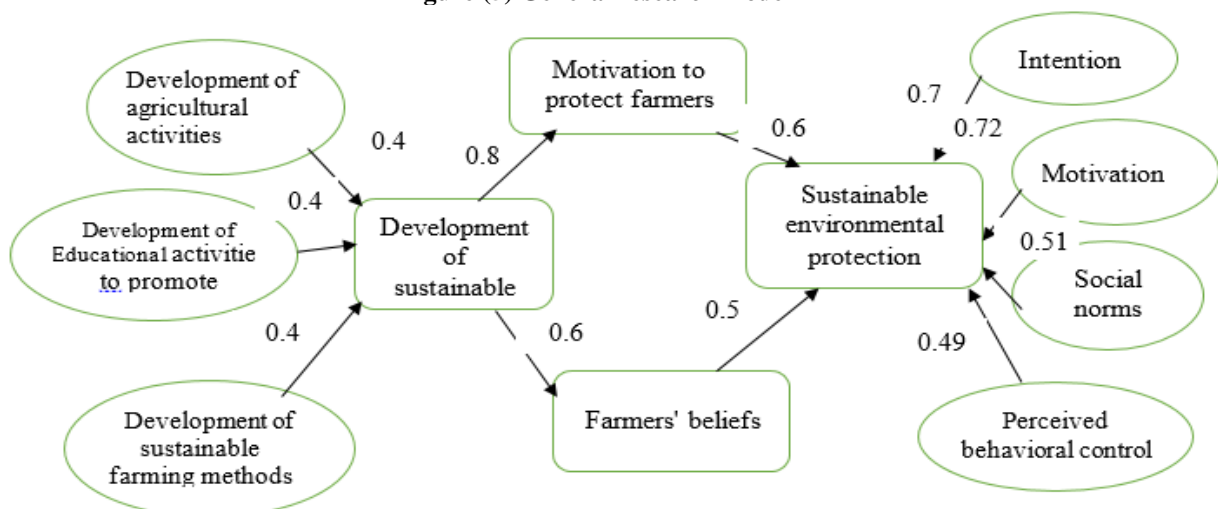 Development of
agricultural
activities
0.4
Motivation to
protect farmers
0.8
0.6
Intention
0.7
0.72
Motivation
Development of
Educational activitie
to promote
0.4
Development
of
sustainable
Sustainable
environmental
protection
0.51
Social
norms
0.4
0.6
0.5
0.49
Development of
sustainable
farming methods
Farmers' beliefs
Perceived
behavioral control